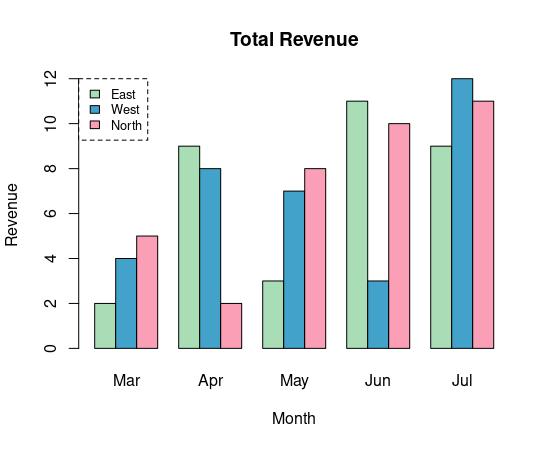 Total Revenue
East
West
North
Revenue
12
10
8
6
4
2
0
Mar Apr May Jun Jul
Month